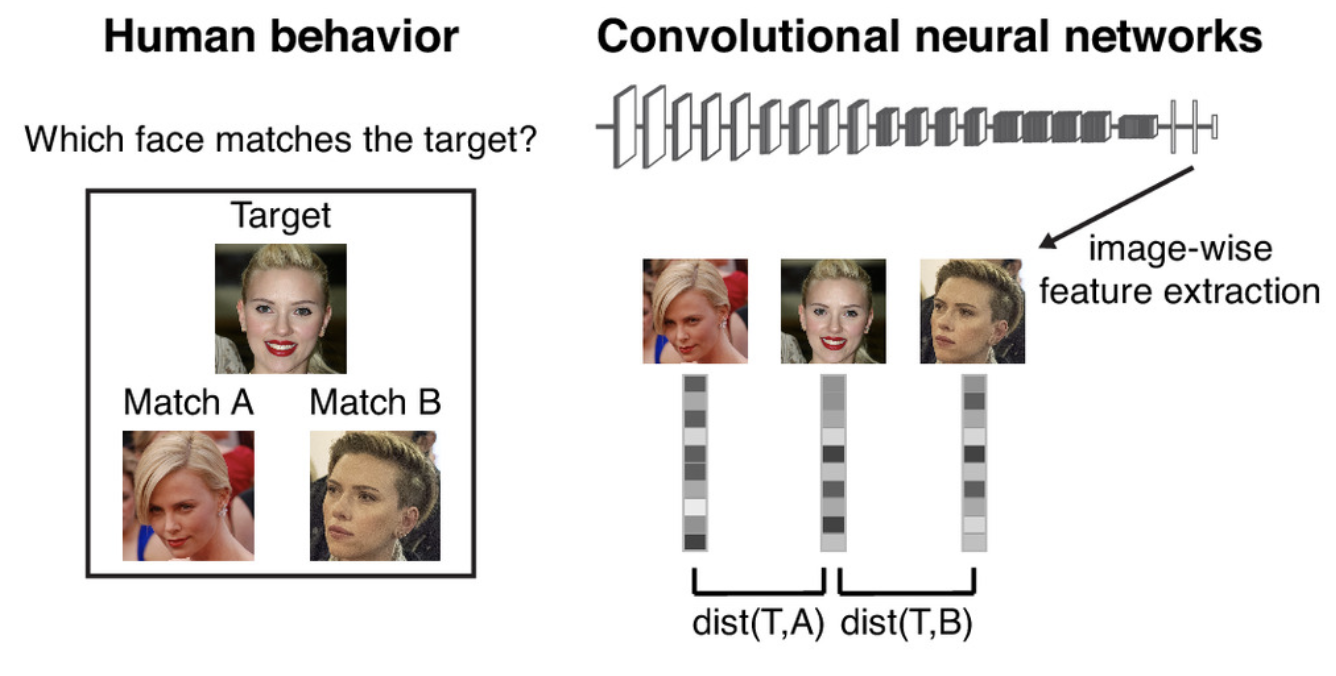 Human behavior
Which face matches the target?
Target
Match A
Match B
Convolutional neural networks
image-wise
feature extraction
dist(T,A)
dist(T,B)